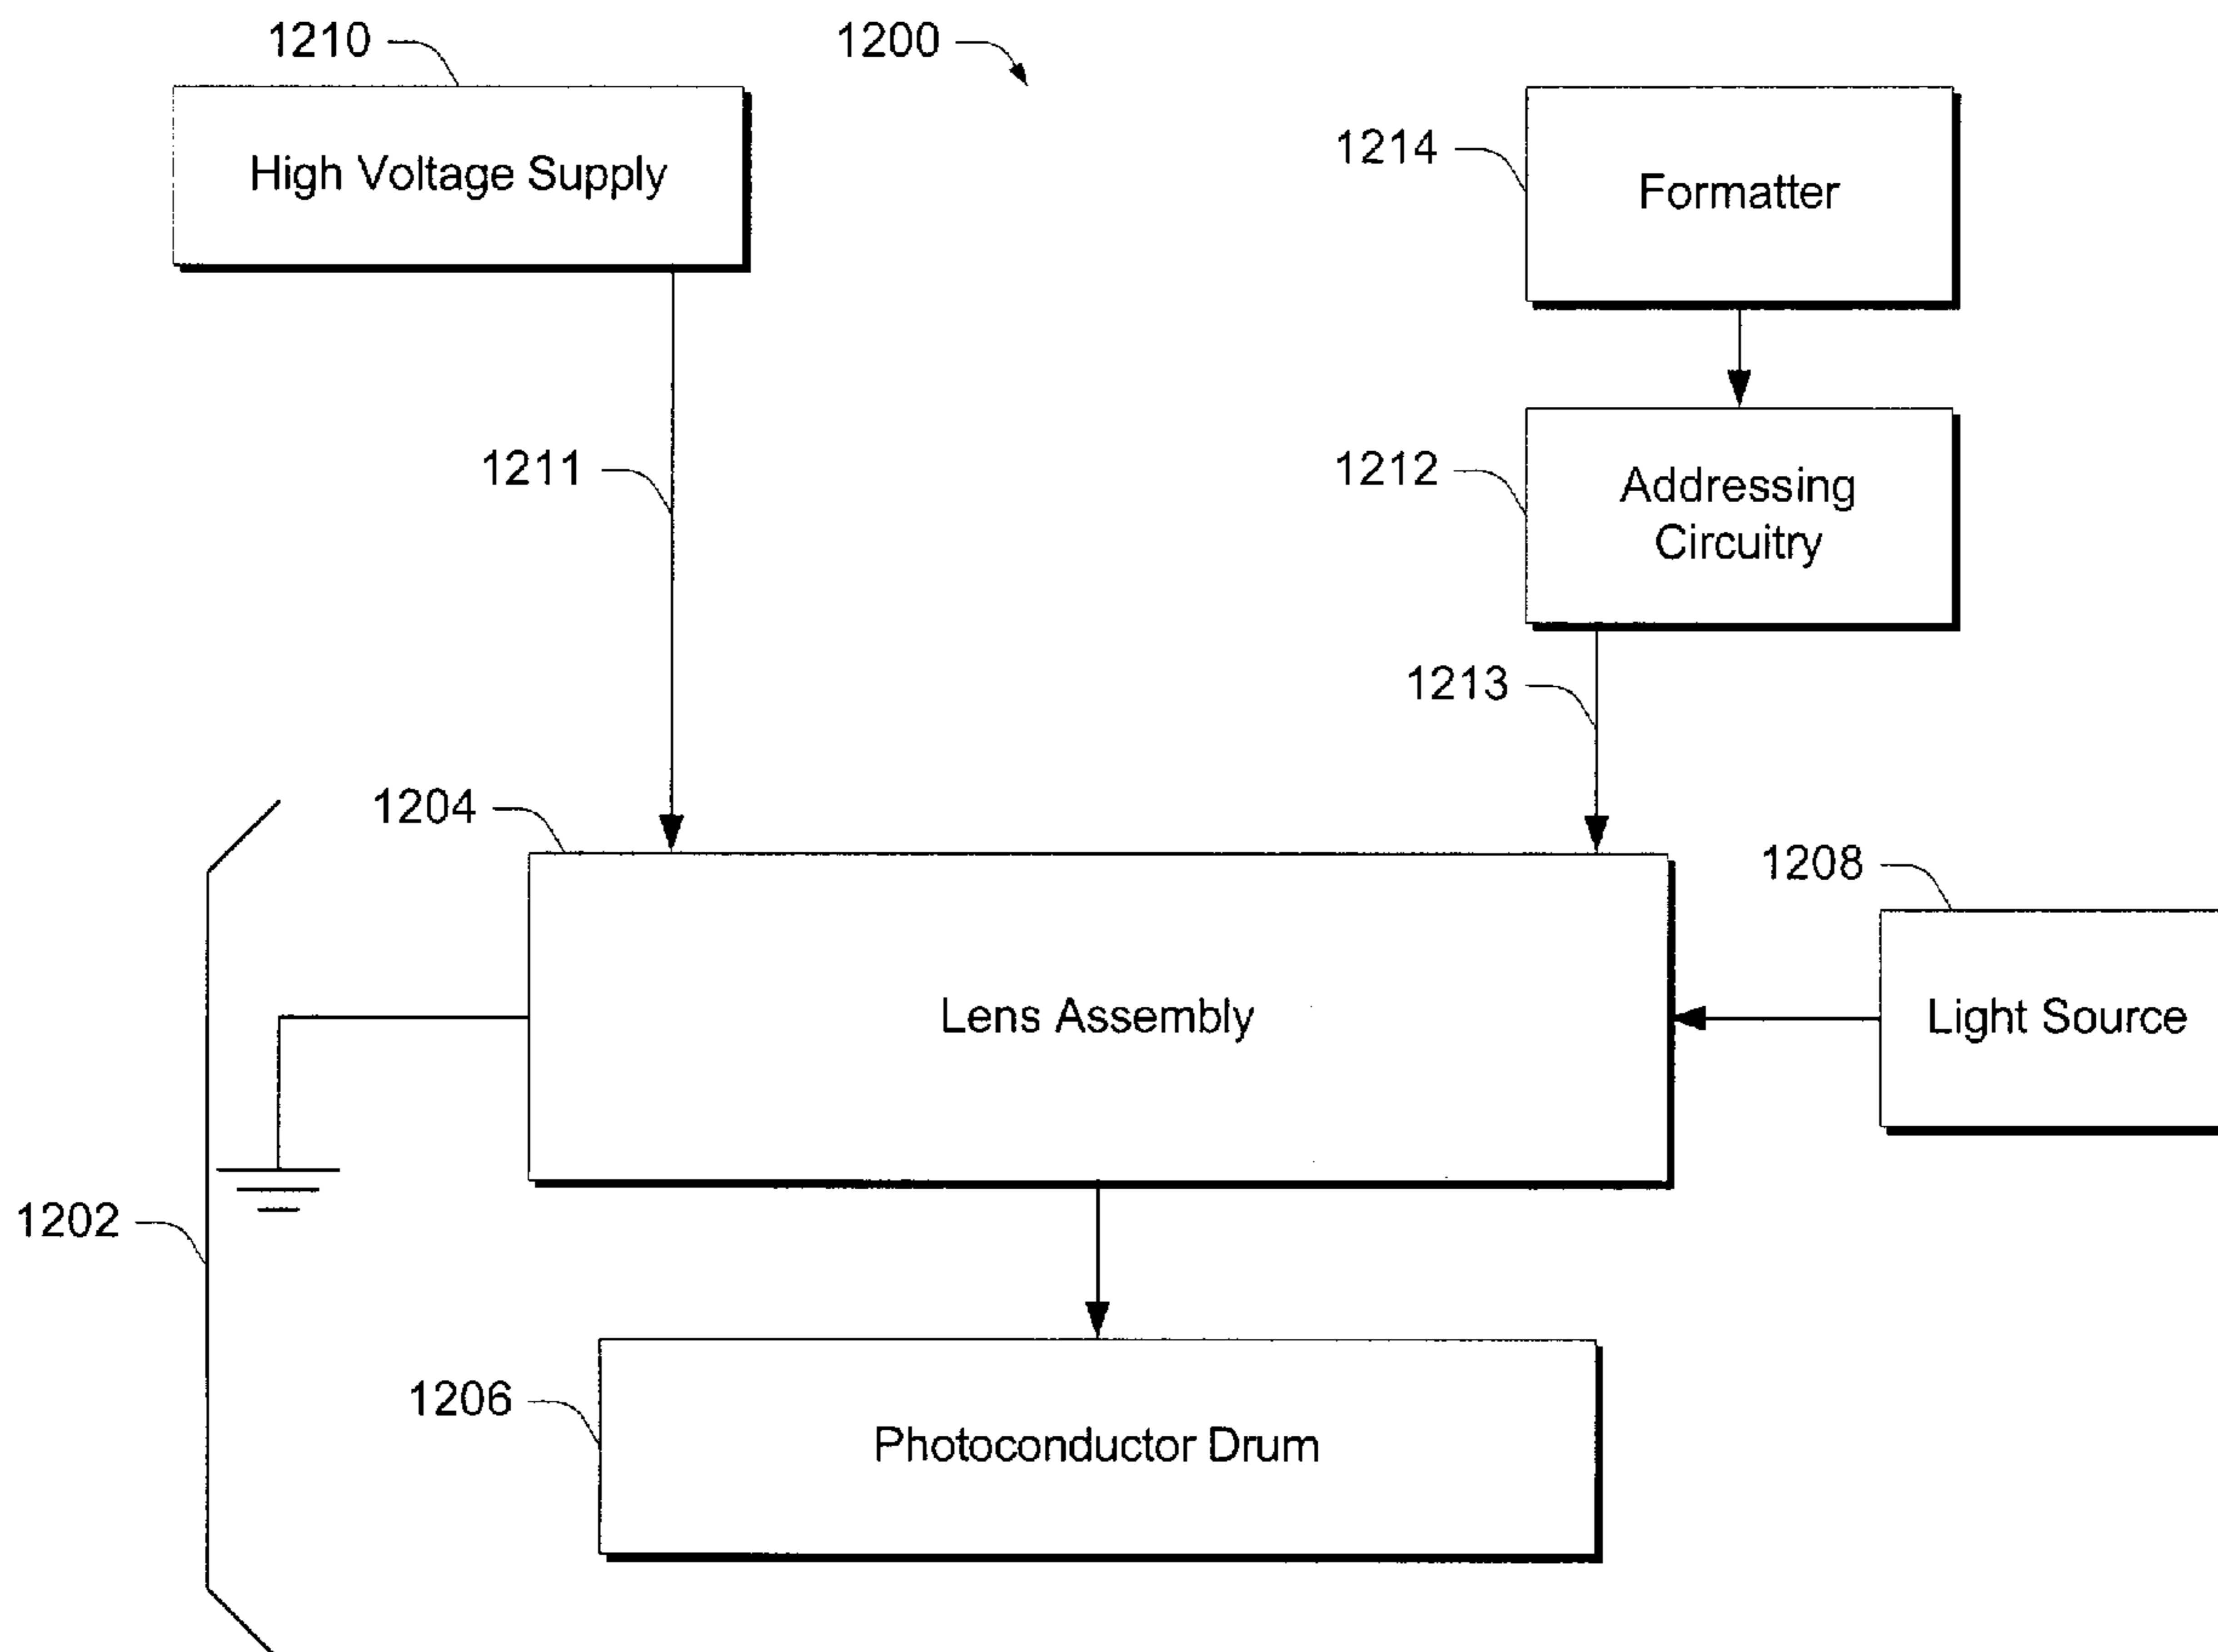 1210
1200
High Voltage Supply
1214
Formatter
1211
1212
Addressing
Circuitry
1213
1204
1208
Lens Assembly
Light Source
1202
1206
Photoconductor Drum